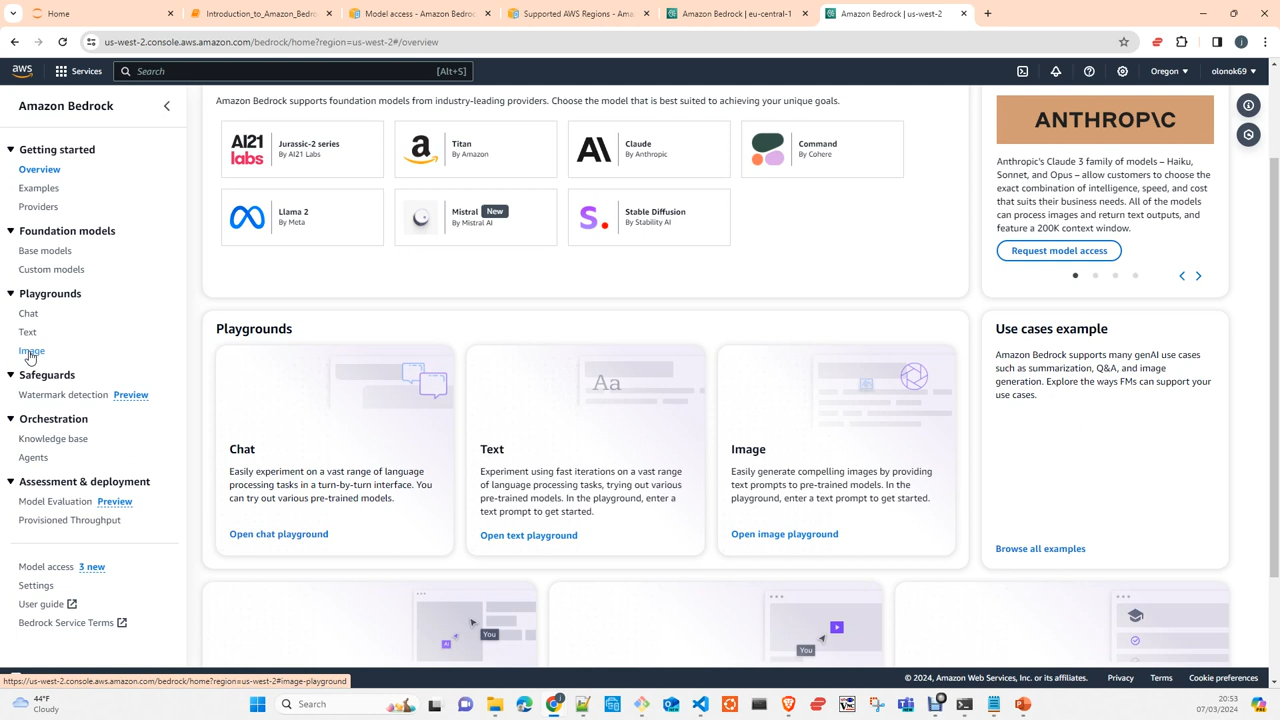 Home
Introduction_to_Amazon_Bedr
Model access - Amazon Bedroc
Supported AWS Regions - Ama
Amazon Bedrock | eu-central-1
Amazon Bedrock | us-west-2
us-west-2.console.aws.amazon.com/bedrock/home?region=us-west-2#/overview
aws
Services
Search
[Alt+S]
Oregon
olonok69
Amazon Bedrock
Getting started
Overview
Examples
Providers
Foundation models
Base models
Custom models
Playgrounds
Chat
Text
Image
Safeguards
Watermark detection Preview
Orchestration
Knowledge base
Agents
Assessment & deployment
Model Evaluation Preview
Provisioned Throughput
Model access 3 new
Settings
User guide
Bedrock Service Terms
Amazon Bedrock supports foundation models from industry-leading providers. Choose the model that is best suited to achieving your unique goals.
AI21 labs
Jurassic-2 series
By AI21 Labs
Titan
By Amazon
Claude
By Anthropic
Command
By Cohere
Llama 2
By Meta
Mistral New
By Mistral AI
Stable Diffusion
By Stability AI
ANTHROP\C
Anthropic's Claude 3 family of models – Haiku,
Sonnet, and Opus – allow customers to choose the
exact combination of intelligence, speed, and cost
that suits their business needs. All of the models
can process images and return text outputs, and
feature a 200K context window.
Request model access
Playgrounds
Aa
Chat
Easily experiment on a vast range of language
processing tasks in a turn-by-turn interface. You
can try out various pre-trained models.
Open chat playground
Text
Experiment using fast iterations on a vast range
of language processing tasks, trying out various
pre-trained models. In the playground, enter a
text prompt to get started.
Open text playground
Image
Easily generate compelling images by providing
text prompts to pre-trained models. In the
playground, enter a text prompt to get started.
Open image playground
Use cases example
Amazon Bedrock supports many genAI use cases
such as summarization, Q&A, and image
generation. Explore the ways FMs can support your
use cases.
Browse all examples
You
AI
You
https://us-west-2.console.aws.amazon.com/bedrock/home?region=us-west-2#image-playground
© 2024, Amazon Web Services, Inc. or its affiliates.
Privacy
Terms
Cookie preferences
44°F
Cloudy
Search
20:53
07/03/2024